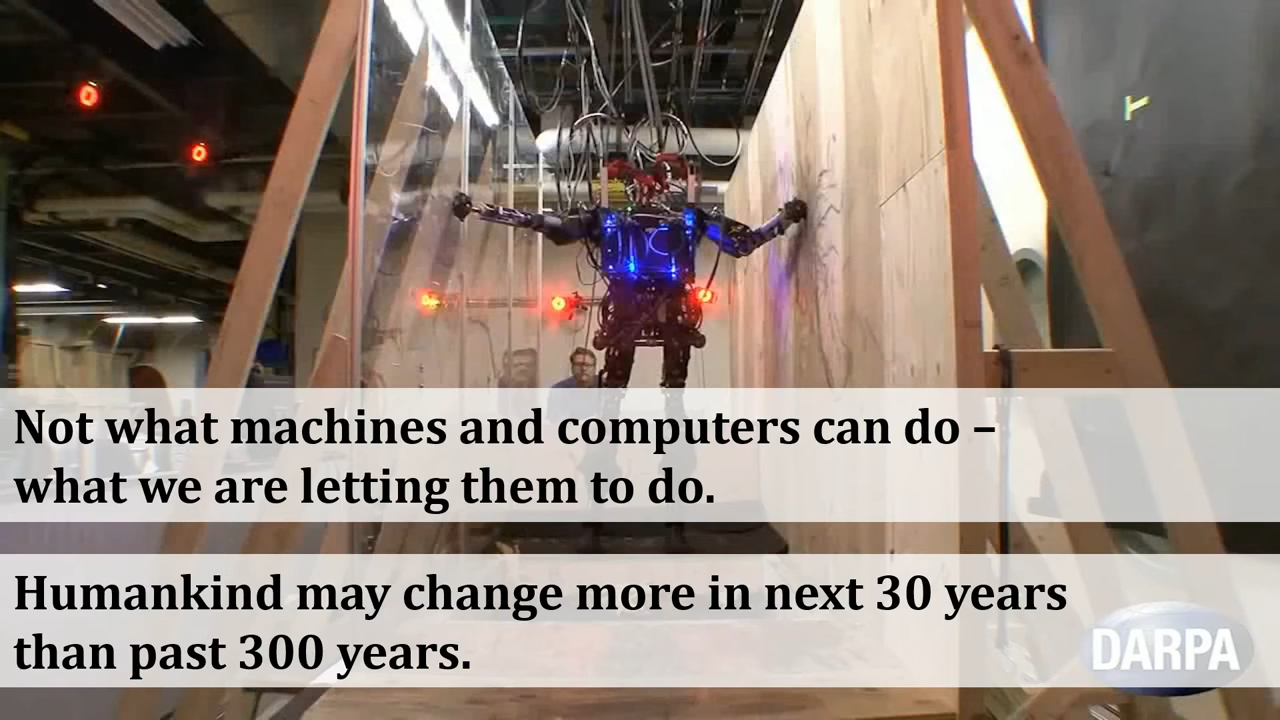 Not what machines and computers can do –
what we are letting them to do.
Humankind may change more in next 30 years
than past 300 years.
DARPA